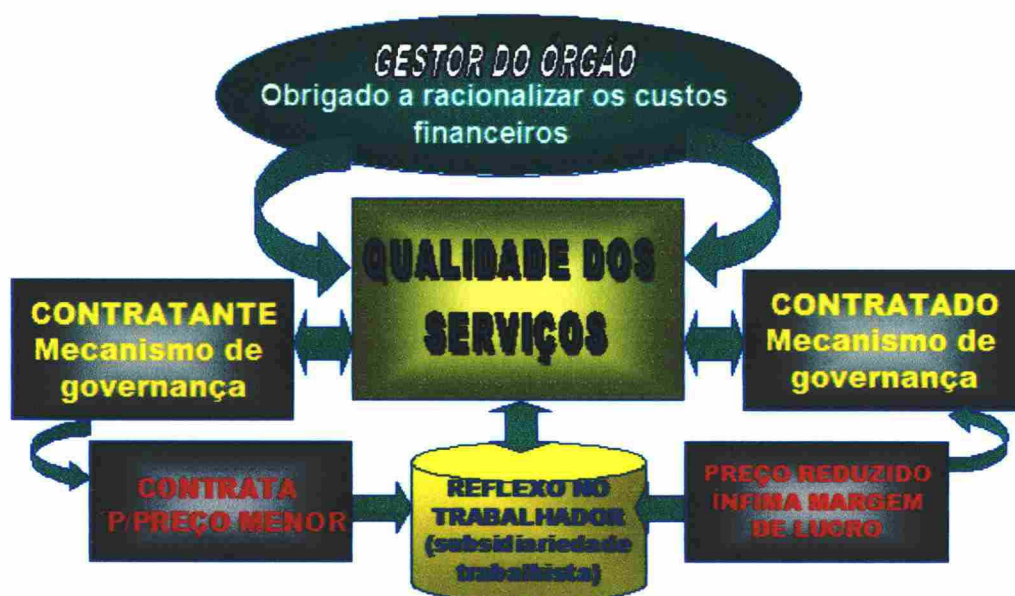 GESTOR DO ÓRGÃO
Obrigado a racionalizar os custos
financeiros
QUALIDADE DOS
SERVIÇOS
CONTRATANTE
Mecanismo de
governança
CONTRATADO
Mecanismo de
governança
CONTRATA
P/PREÇO MENOR
REFLEXO NO
TRABALHADOR
(subsidiariedade
trabalhista)
PREÇO REDUZIDO
ÍNFIMA MARGEM
DE LUCRO